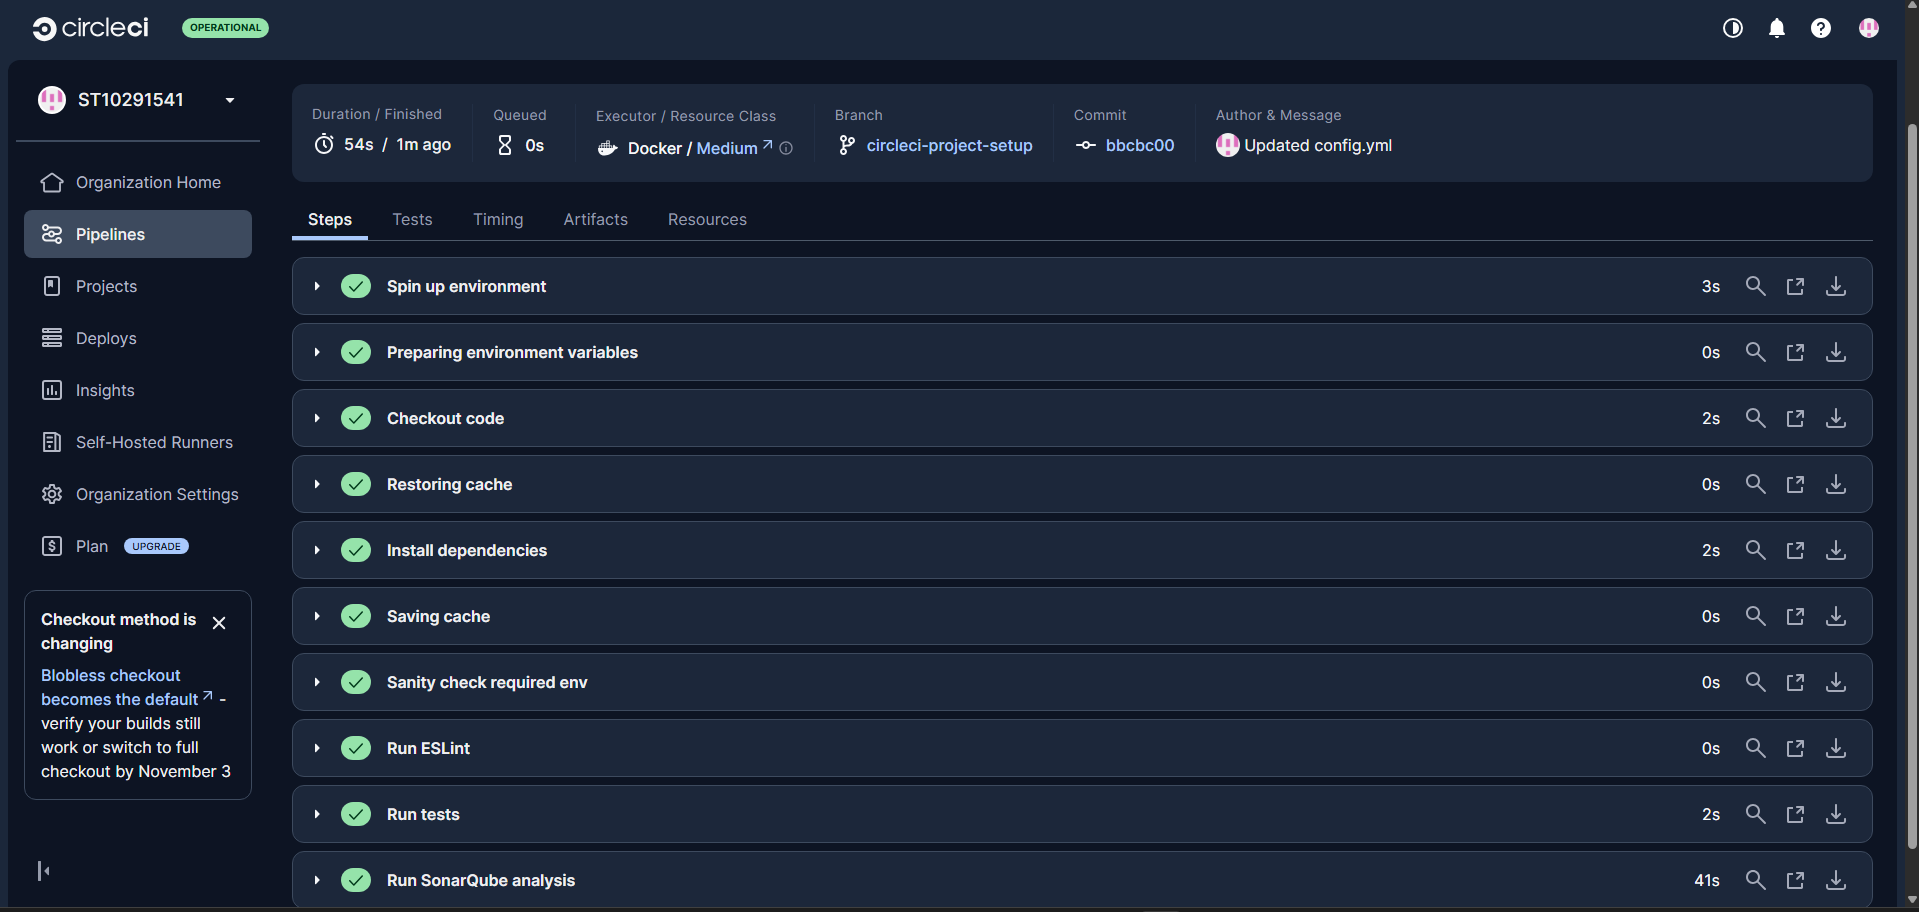 circleci
OPERATIONAL
ST10291541
Organization Home
Pipelines
Projects
Deploys
Insights
Self-Hosted Runners
Organization Settings
Plan UPGRADE
Checkout method is
changing
Blobless checkout
becomes the default -
verify your builds still
work or switch to full
checkout by November 3
Duration / Finished
54s / 1m ago
Queued
0s
Executor / Resource Class
Docker / Medium
Branch
circleci-project-setup
Commit
bbcbc00
Author & Message
Updated config.yml
Steps Tests Timing Artifacts Resources
Spin up environment 3s
Preparing environment variables 0s
Checkout code 2s
Restoring cache 0s
Install dependencies 2s
Saving cache 0s
Sanity check required env 0s
Run ESLint 0s
Run tests 2s
Run SonarQube analysis 41s